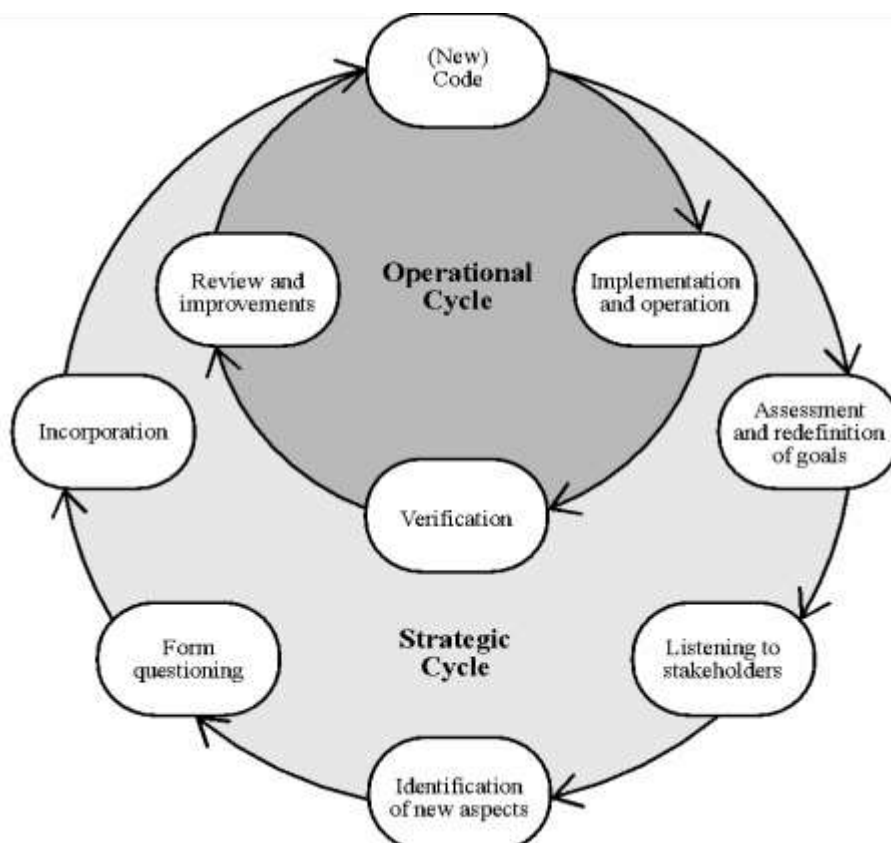 (New)
Code
Review and
improvements
Operational
Cycle
Implementation
and operation
Incorporation
Assessment
and redefinition
of goals
Verification
Form
questioning
Strategic
Cycle
Listening to
stakeholders
Identification
of new aspects